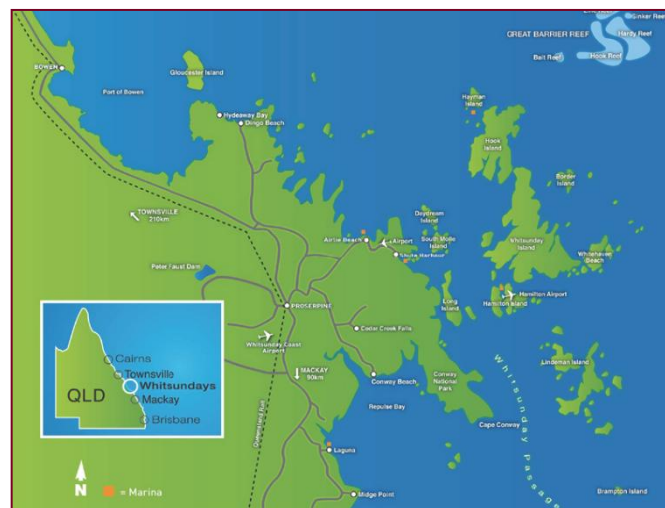 GREAT BARRIER REEF
Hardy Reef
Hook Reef
Bait Reef
BOWEN
Port of Bowen
Gloucester Island
Hydeaway Bay
Dingo Beach
Hayman
Island
Hook
Island
Border
Island
TOWNSVILLE
210km
Daydream
Island
Airlie Beach
Airport
South Molle
Island
Shute Harbour
Whitsunday
Island
Whitehaven
Beach
Peter Faust Dam
PROSERPINE
Long
Island
Hamilton Airport
Hamilton Island
Whitsunday Coast
Airport
Cedar Creek Falls
Lindeman Island
MACKAY
90km
Conway Beach
Conway
National
Park
Repulse Bay
Cape Conway
Whitsunday Passage
Queensland Rail
Laguna
Midge Point
Brampton Island
Cairns
Townsville
Whitsundays
QLD
Mackay
Brisbane
N
= Marina